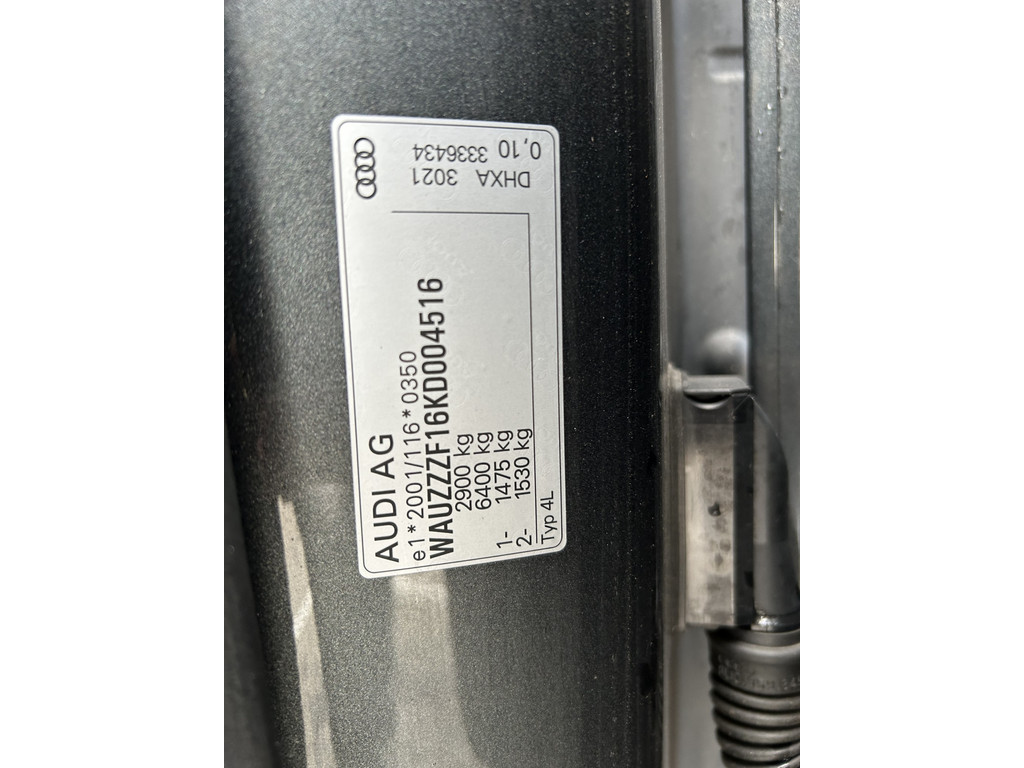 AUDI AG
e1*2001/116*0350
WAUZZZF16KD004516
2900 kg
6400 kg
1- 1475 kg
2- 1530 kg
Typ 4L
DHXA 3021
0,10 3336434